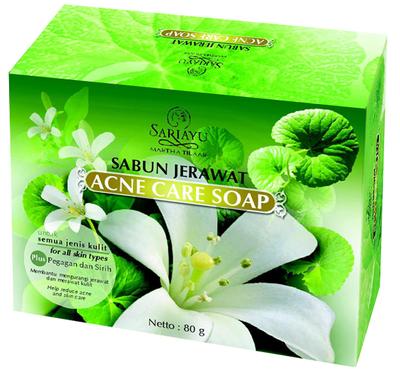 SABUN JERAWAT
ACNE CARE SOAP
SARIAYU
MARTHA TILAAR
SABUN JERAWAT
ACNE CARE SOAP
untuk
semua jenis kulit
for all skin types
Plus Pegagan dan Sirih
Membantu mengurangi jerawat
dan merawat kulit
Help reduce acne
and skin care
Netto : 80 g